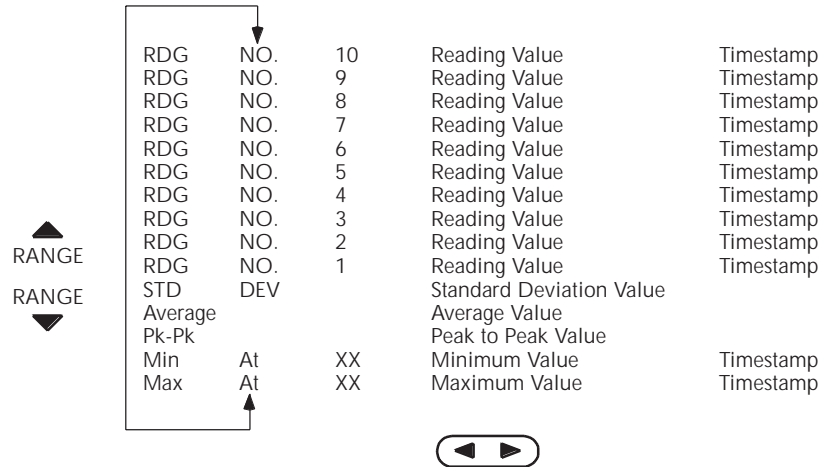 RDG NO. 10 Reading Value Timestamp
RDG NO. 9 Reading Value Timestamp
RDG NO. 8 Reading Value Timestamp
RDG NO. 7 Reading Value Timestamp
RDG NO. 6 Reading Value Timestamp
RDG NO. 5 Reading Value Timestamp
RDG NO. 4 Reading Value Timestamp
RDG NO. 3 Reading Value Timestamp
RDG NO. 2 Reading Value Timestamp
RANGE
RDG NO. 1 Reading Value Timestamp
STD DEV Standard Deviation Value
RANGE
Average Average Value
Pk-Pk Peak to Peak Value
Min At XX Minimum Value Timestamp
Max At XX Maximum Value Timestamp